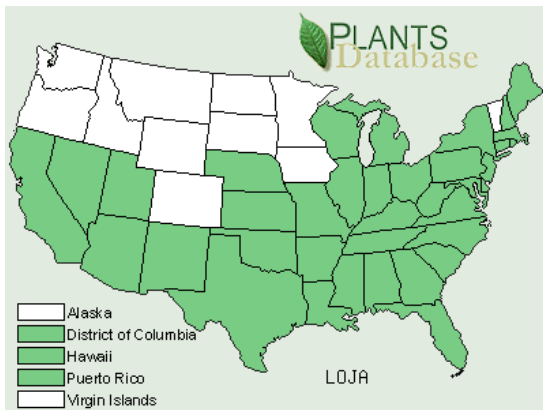 PLANTS
Database
Alaska
District of Columbia
Hawaii
Puerto Rico
Virgin Islands
LOJA